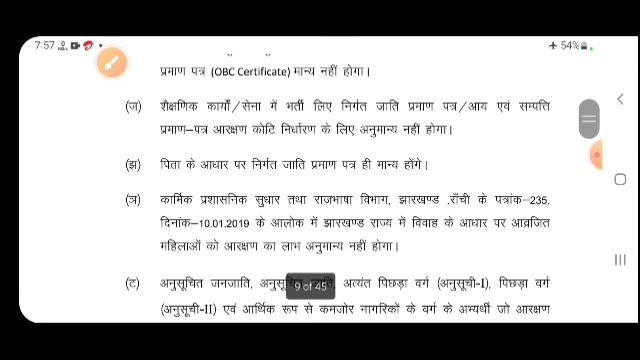 7:57
54%
प्रमाण पत्र (OBC Certificate) मान्य नहीं होगा।
(ज) शैक्षणिक कार्यों/सेना में भर्ती लिए निर्गत जाति प्रमाण पत्र/आय एवं सम्पत्ति
प्रमाण–पत्र आरक्षण कोटि निर्धारण के लिए अनुमान्य नहीं होगा।
(झ) पिता के आधार पर निर्गत जाति प्रमाण पत्र ही मान्य होंगे।
(ञ) कार्मिक प्रशासनिक सुधार तथा राजभाषा विभाग, झारखण्ड ,राँची के पत्रांक–235,
दिनांक–10.01.2019 के आलोक में झारखण्ड राज्य में विवाह के आधार पर आव्रजित
महिलाओं को आरक्षण का लाभ अनुमान्य नहीं होगा।
(ट) अनुसूचित जनजाति, अनुसूचित जाति, अत्यंत पिछड़ा वर्ग (अनुसूची-I), पिछड़ा वर्ग
9 of 45
(अनुसूची-II) एवं आर्थिक रूप से कमजोर नागरिकों के वर्ग के अभ्यर्थी जो आरक्षण